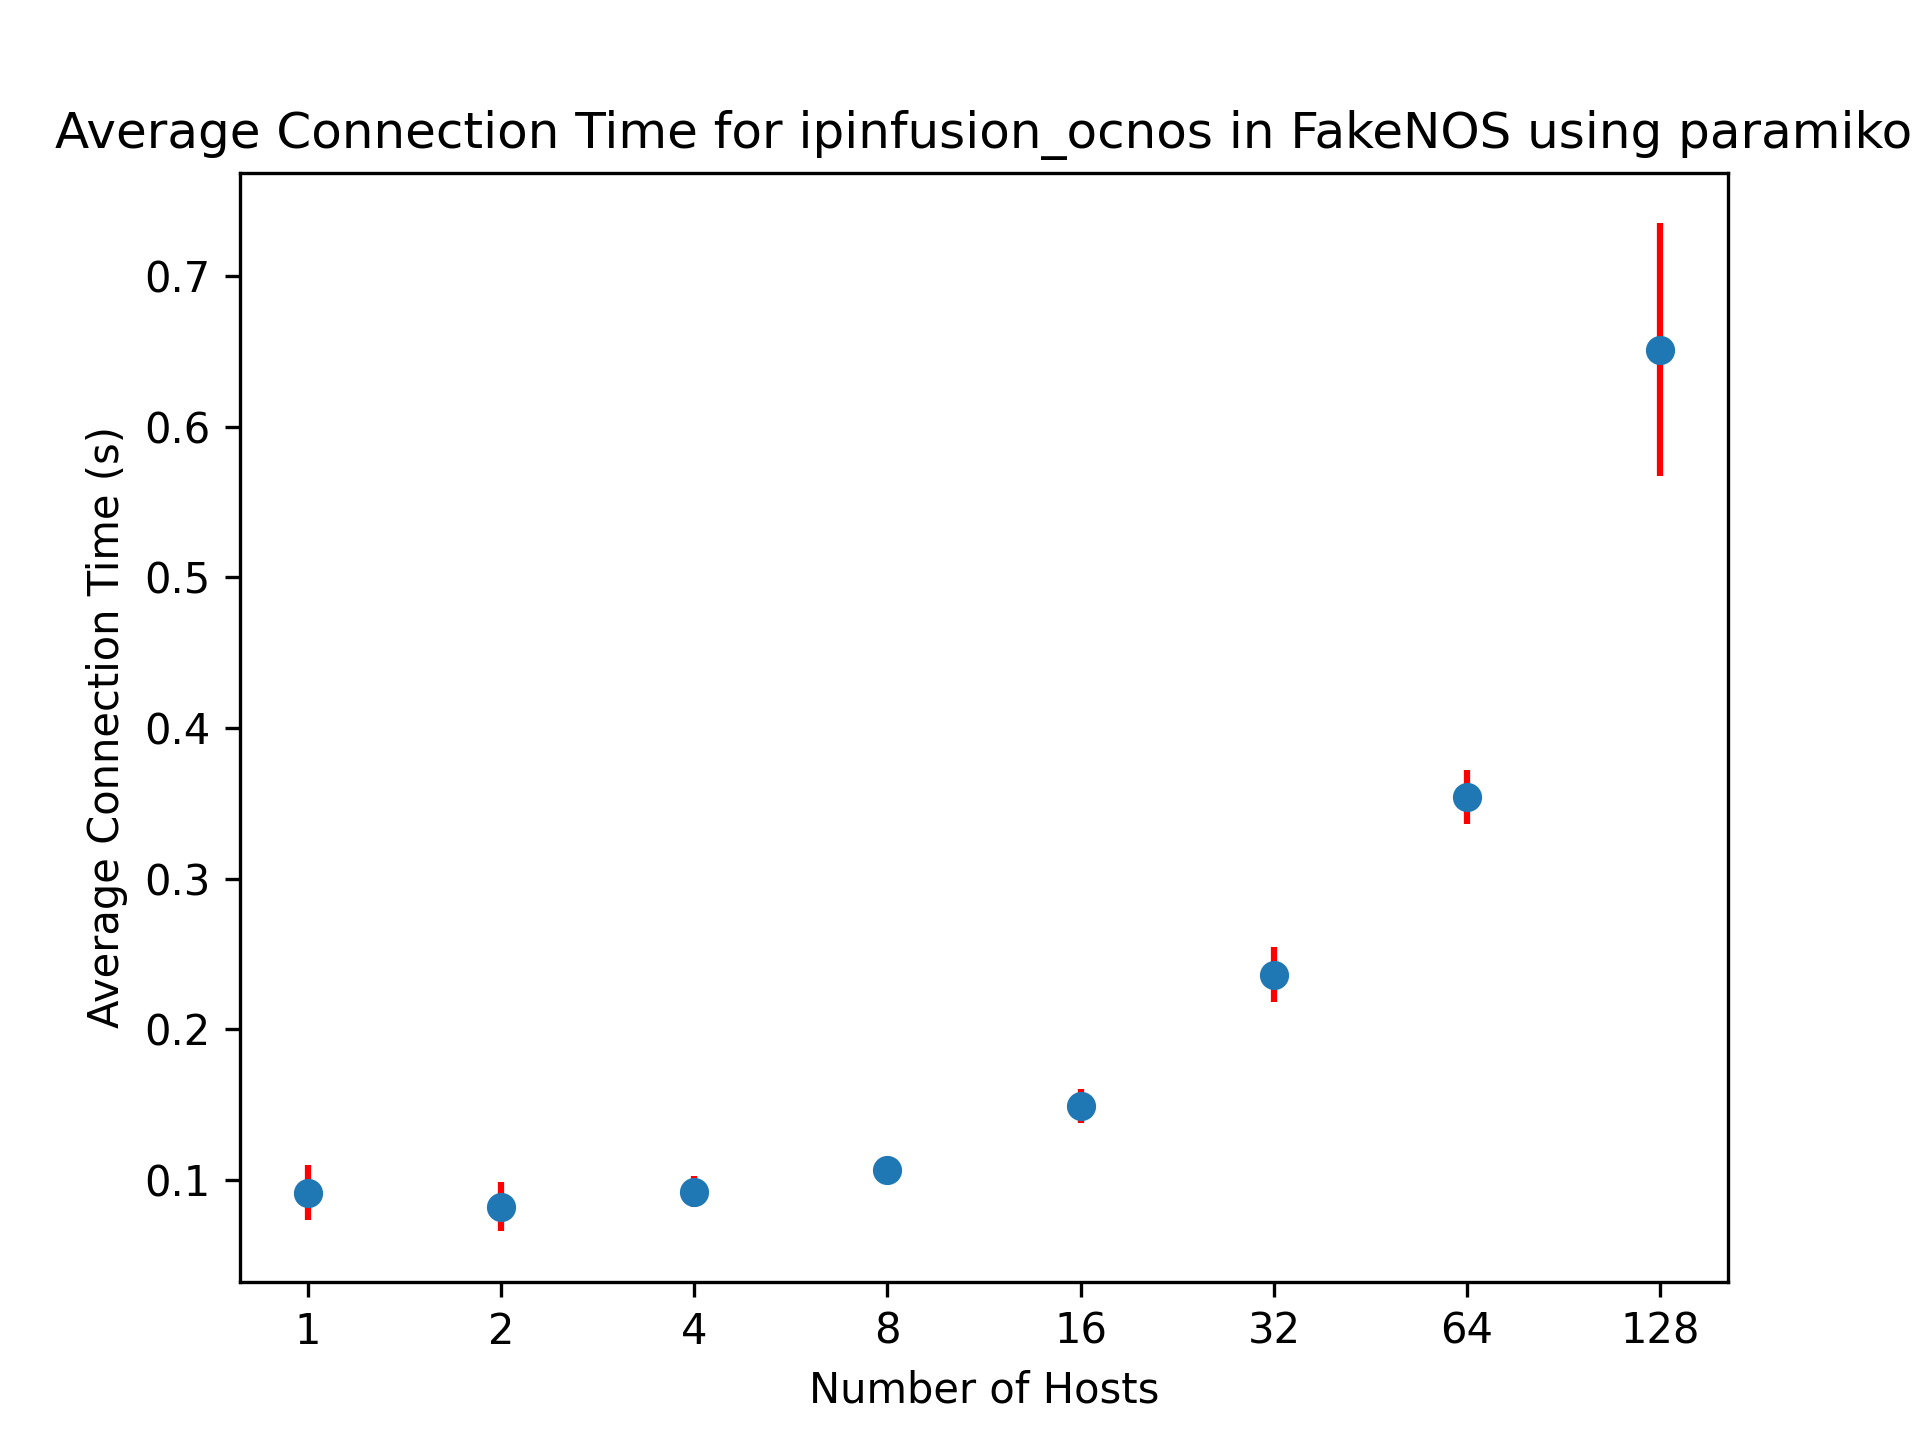 Average Connection Time for ipinfusion_ocnos in FakeNOS using paramiko
Average Connection Time (s)
0.7
0.6
0.5
0.4
0.3
0.2
0.1
1 2 4 8 16 32 64 128
Number of Hosts